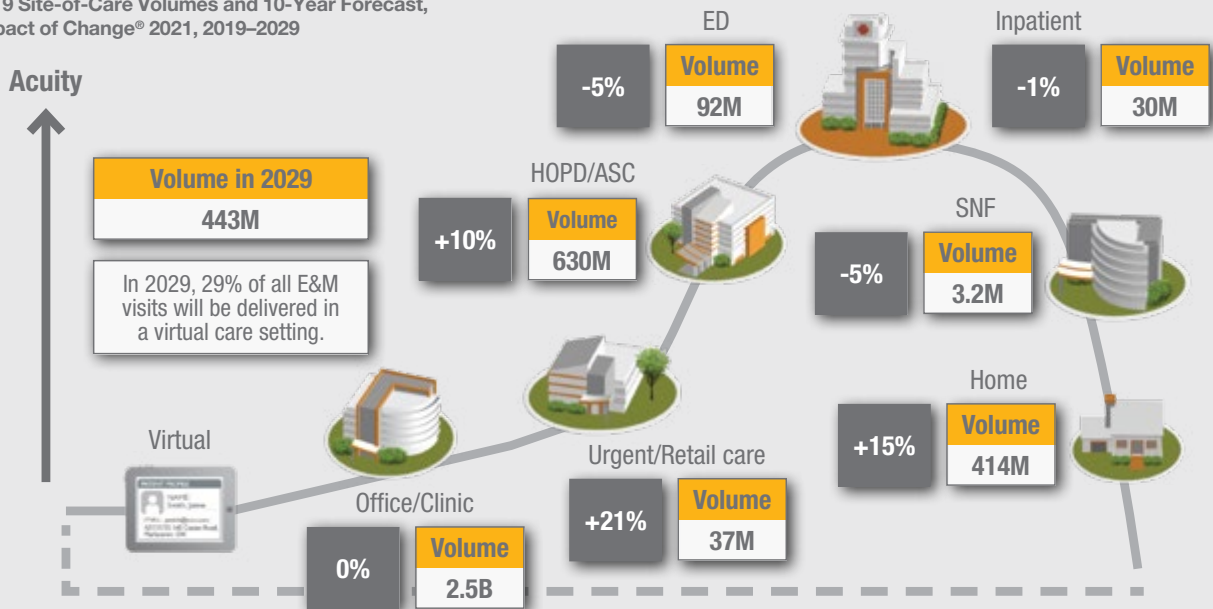 9 Site-of-Care Volumes and 10-Year Forecast,
pact of Change® 2021, 2019–2029
Acuity
Volume in 2029
443M
In 2029, 29% of all E&M
visits will be delivered in
a virtual care setting.
Virtual
PATIENT PROFILE
NAME:
Office/Clinic
0%
Volume
2.5B
Urgent/Retail care
+21%
Volume
37M
HOPD/ASC
+10%
Volume
630M
ED
-5%
Volume
92M
Inpatient
-1%
Volume
30M
SNF
-5%
Volume
3.2M
Home
+15%
Volume
414M